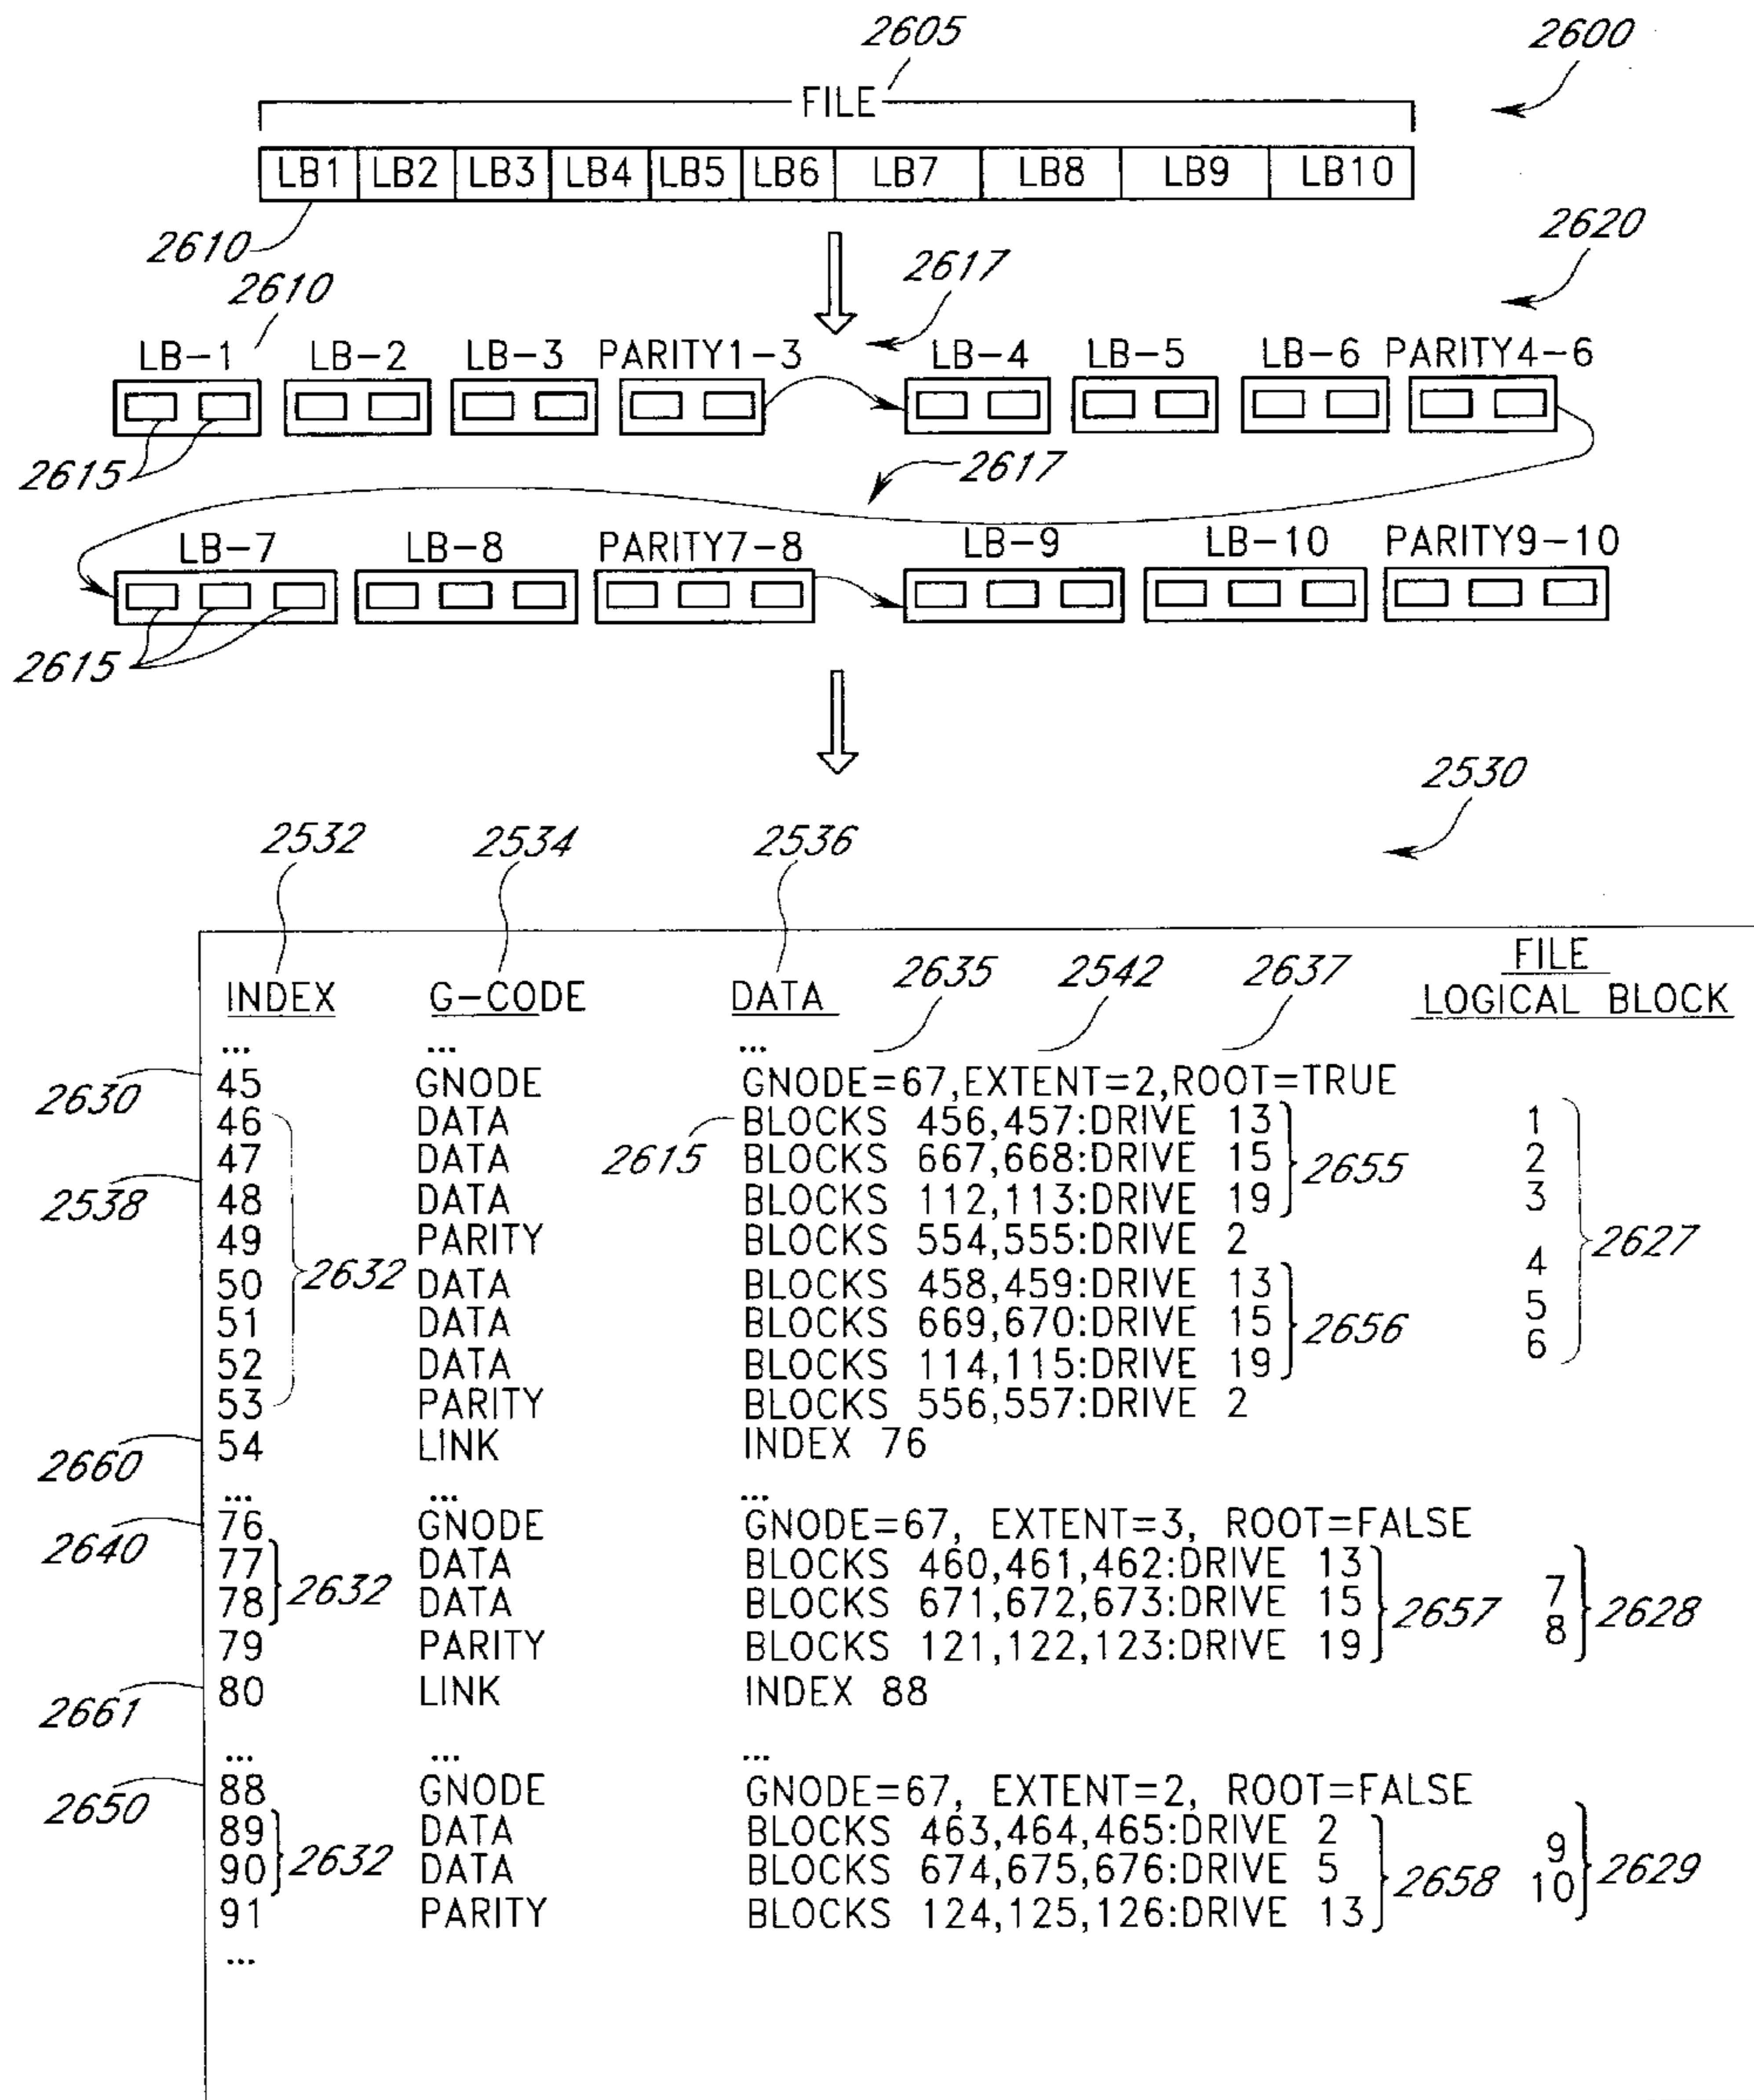 2605
2600
FILE
LB1 LB2 LB3 LB4 LB5 LB6 LB7 LB8 LB9 LB10
2610
2620
2610
2617
LB-1 LB-2 LB-3 PARITY1-3 LB-4 LB-5 LB-6 PARITY4-6
2615
2617
LB-7 LB-8 PARITY7-8 LB-9 LB-10 PARITY9-10
2615
2530
2532 2534 2536
2635 2542 2637 FILE
INDEX G-CODE DATA LOGICAL BLOCK
... ... ...
2630 45 GNODE GNODE=67,EXTENT=2,ROOT=TRUE
46 DATA BLOCKS 456,457:DRIVE 13 1
47 DATA 2615 BLOCKS 667,668:DRIVE 15 2655 2
2538 48 DATA BLOCKS 112,113:DRIVE 19 3
49 PARITY BLOCKS 554,555:DRIVE 2 2627
50 2632 DATA BLOCKS 458,459:DRIVE 13 4
51 DATA BLOCKS 669,670:DRIVE 15 2656 5
52 DATA BLOCKS 114,115:DRIVE 19 6
53 PARITY BLOCKS 556,557:DRIVE 2
2660 54 LINK INDEX 76
... ... ...
2640 76 GNODE GNODE=67, EXTENT=3, ROOT=FALSE
77 DATA BLOCKS 460,461,462:DRIVE 13 7
78 2632 DATA BLOCKS 671,672,673:DRIVE 15 2657 8 2628
79 PARITY BLOCKS 121,122,123:DRIVE 19
2661 80 LINK INDEX 88
... ... ...
2650 88 GNODE GNODE=67, EXTENT=2, ROOT=FALSE
89 DATA BLOCKS 463,464,465:DRIVE 2 9
90 2632 DATA BLOCKS 674,675,676:DRIVE 5 2658 10 2629
91 PARITY BLOCKS 124,125,126:DRIVE 13
...